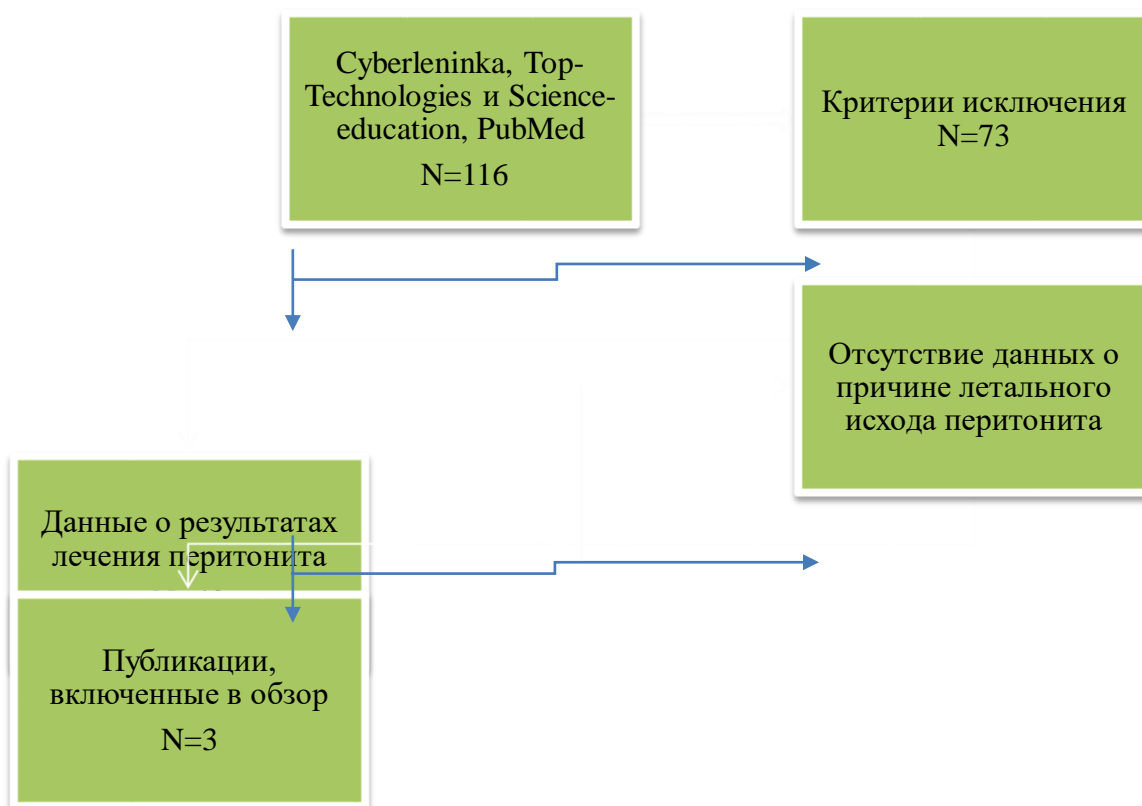 Cyberleninka, Top-
Technologies и Science-
education, PubMed
N=116
Критерии исключения
N=73
Отсутствие данных о
причине летального
исхода перитонита
Данные о результатах
лечения перитонита
Публикации,
включенные в обзор
N=3